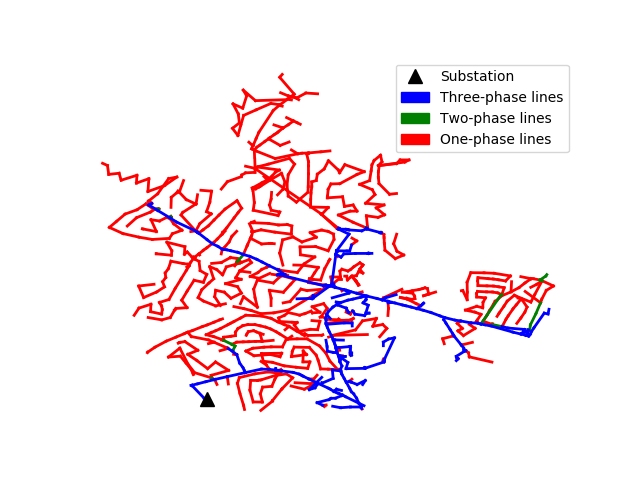 Substation
Three-phase lines
Two-phase lines
One-phase lines